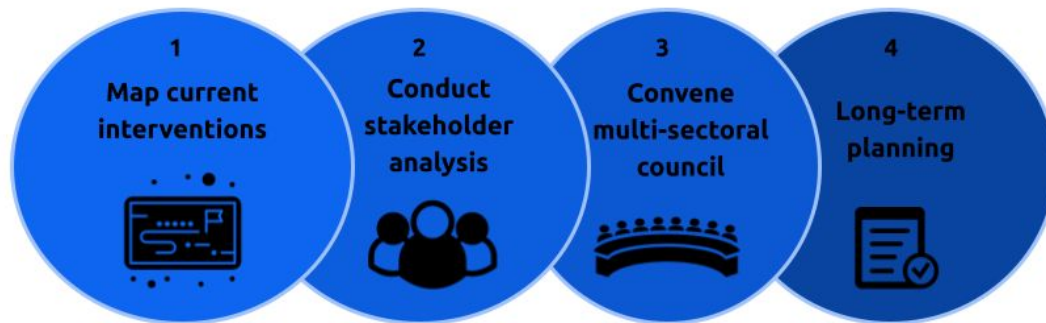 1
Map current
interventions
2
Conduct
stakeholder
analysis
3
Convene
multi-sectoral
council
4
Long-term
planning